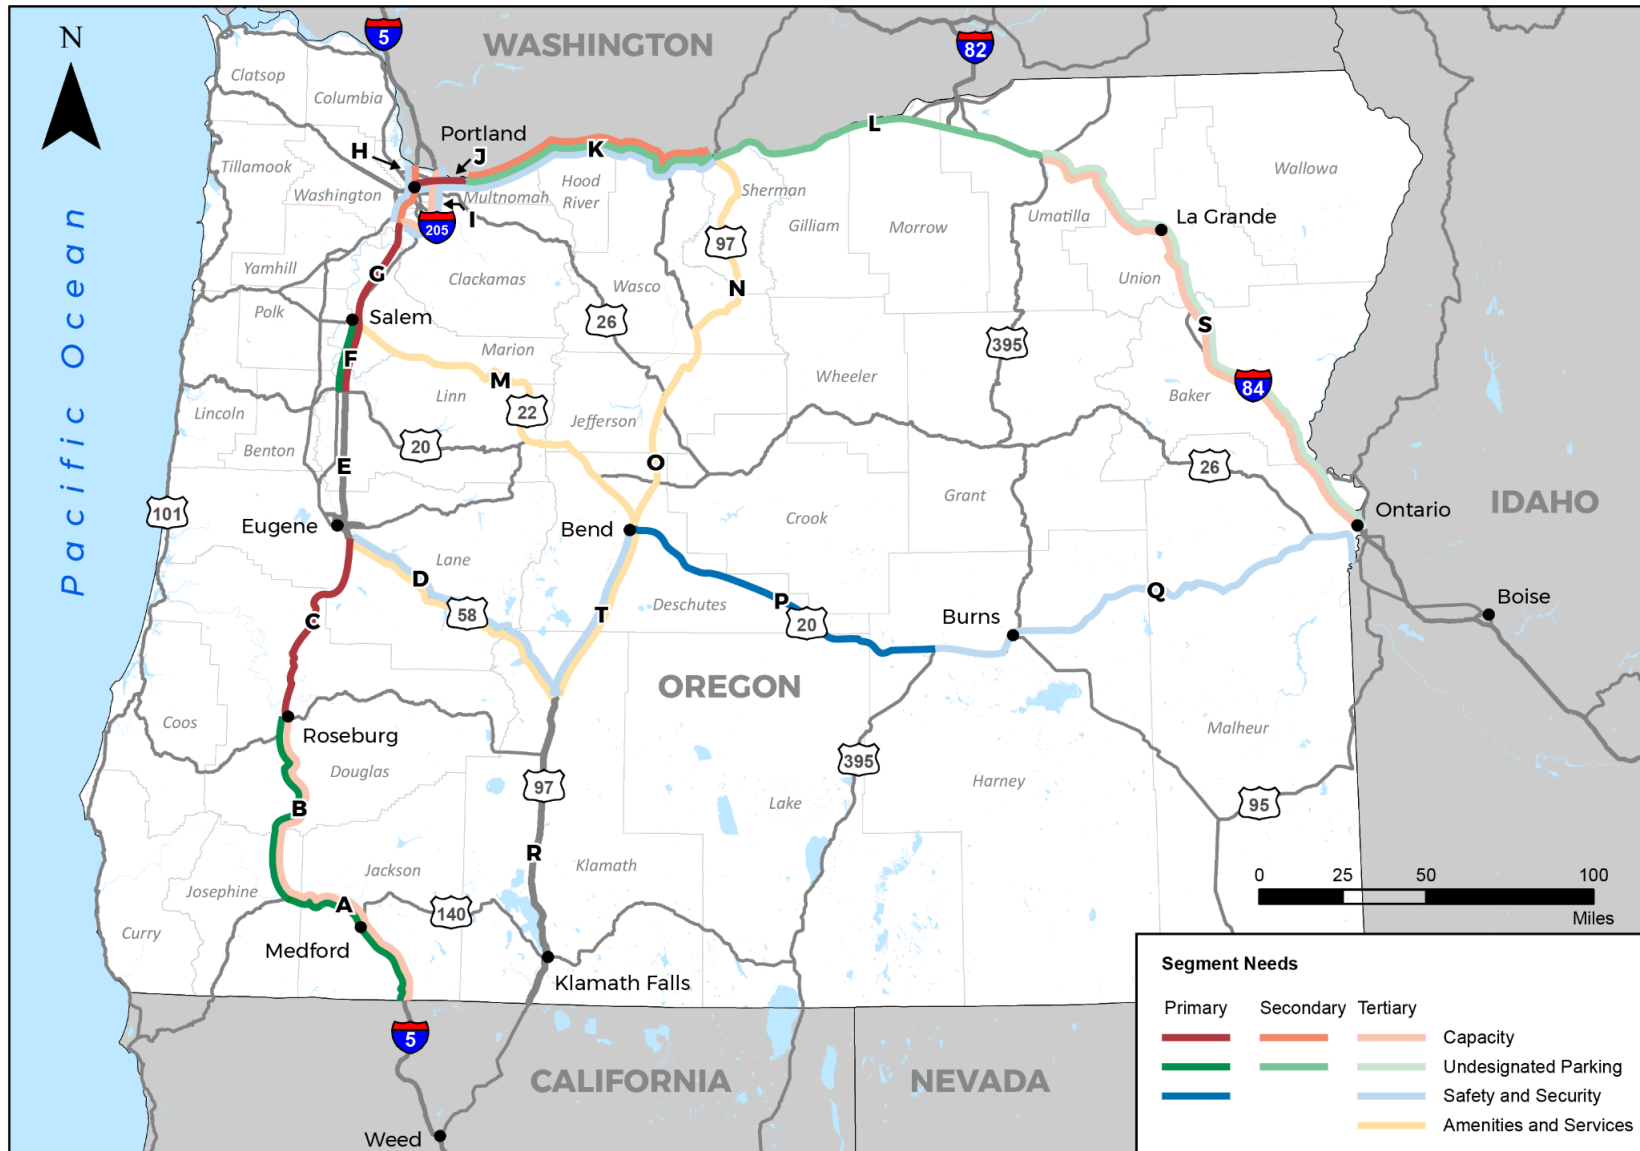 N
5
WASHINGTON
82
Clatsop
Columbia
Portland
H
J
K
L
Tillamook
Washington
Multnomah
Hood
River
Sherman
Wallowa
I
205
Gilliam
Morrow
Umatilla
La Grande
97
Yamhill
G
Clackamas
Wasco
N
Union
Polk
Salem
26
S
395
F
Marion
M
Linn
22
Jefferson
Wheeler
84
Baker
Lincoln
Benton
20
E
O
26
Grant
101
Eugene
Bend
Crook
Ontario
IDAHO
Pacific Ocean
Lane
D
58
T
Deschutes
P
20
Burns
Q
Boise
C
OREGON
Coos
Roseburg
Douglas
B
97
395
Lake
Harney
Malheur
95
R
Klamath
Jackson
Josephine
A
140
Curry
Medford
Klamath Falls
0 25 50 100
Miles
5
CALIFORNIA
NEVADA
Weed
Segment Needs
Primary Secondary Tertiary
Capacity
Undesignated Parking
Safety and Security
Amenities and Services